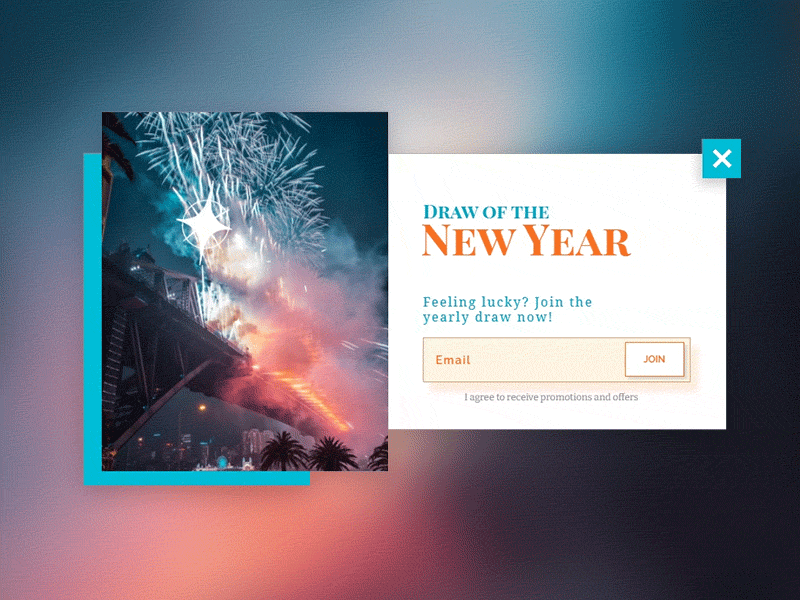 Draw of the
New Year
Feeling lucky? Join the
yearly draw now!
Email
JOIN
I agree to receive promotions and offers